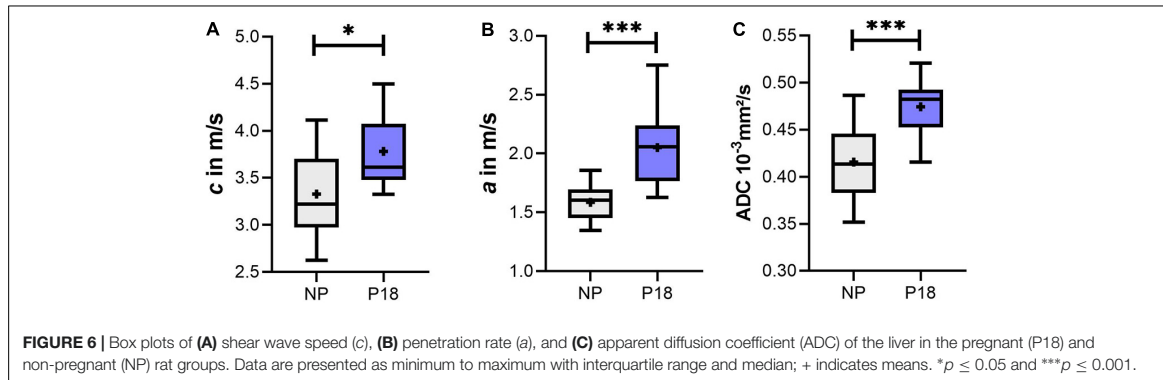 A
*
5.0
4.5
4.0
3.5
3.0
2.5
c in m/s
NP
P18
B
***
3.0
2.5
2.0
1.5
1.0
a in m/s
NP
P18
C
***
0.55
0.50
0.45
0.40
0.35
0.30
ADC 10⁻³mm²/s
NP
P18
FIGURE 6 | Box plots of (A) shear wave speed (c), (B) penetration rate (a), and (C) apparent diffusion coefficient (ADC) of the liver in the pregnant (P18) and
non-pregnant (NP) rat groups. Data are presented as minimum to maximum with interquartile range and median; + indicates means. *p ≤ 0.05 and ***p ≤ 0.001.